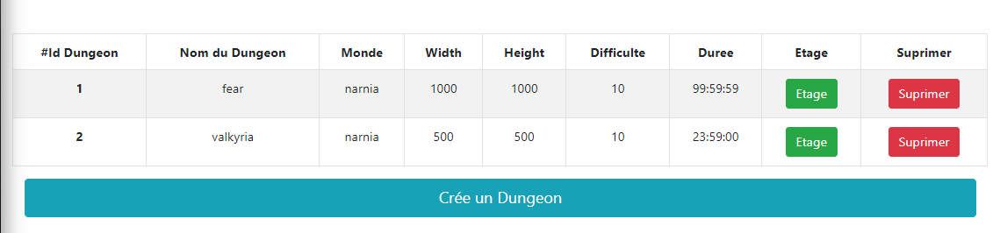 #Id Dungeon Nom du Dungeon Monde Width Height Difficulte Duree Etage Suprimer
1 fear narnia 1000 1000 10 99:59:59 Etage Suprimer
2 valkyria narnia 500 500 10 23:59:00 Etage Suprimer
Crée un Dungeon